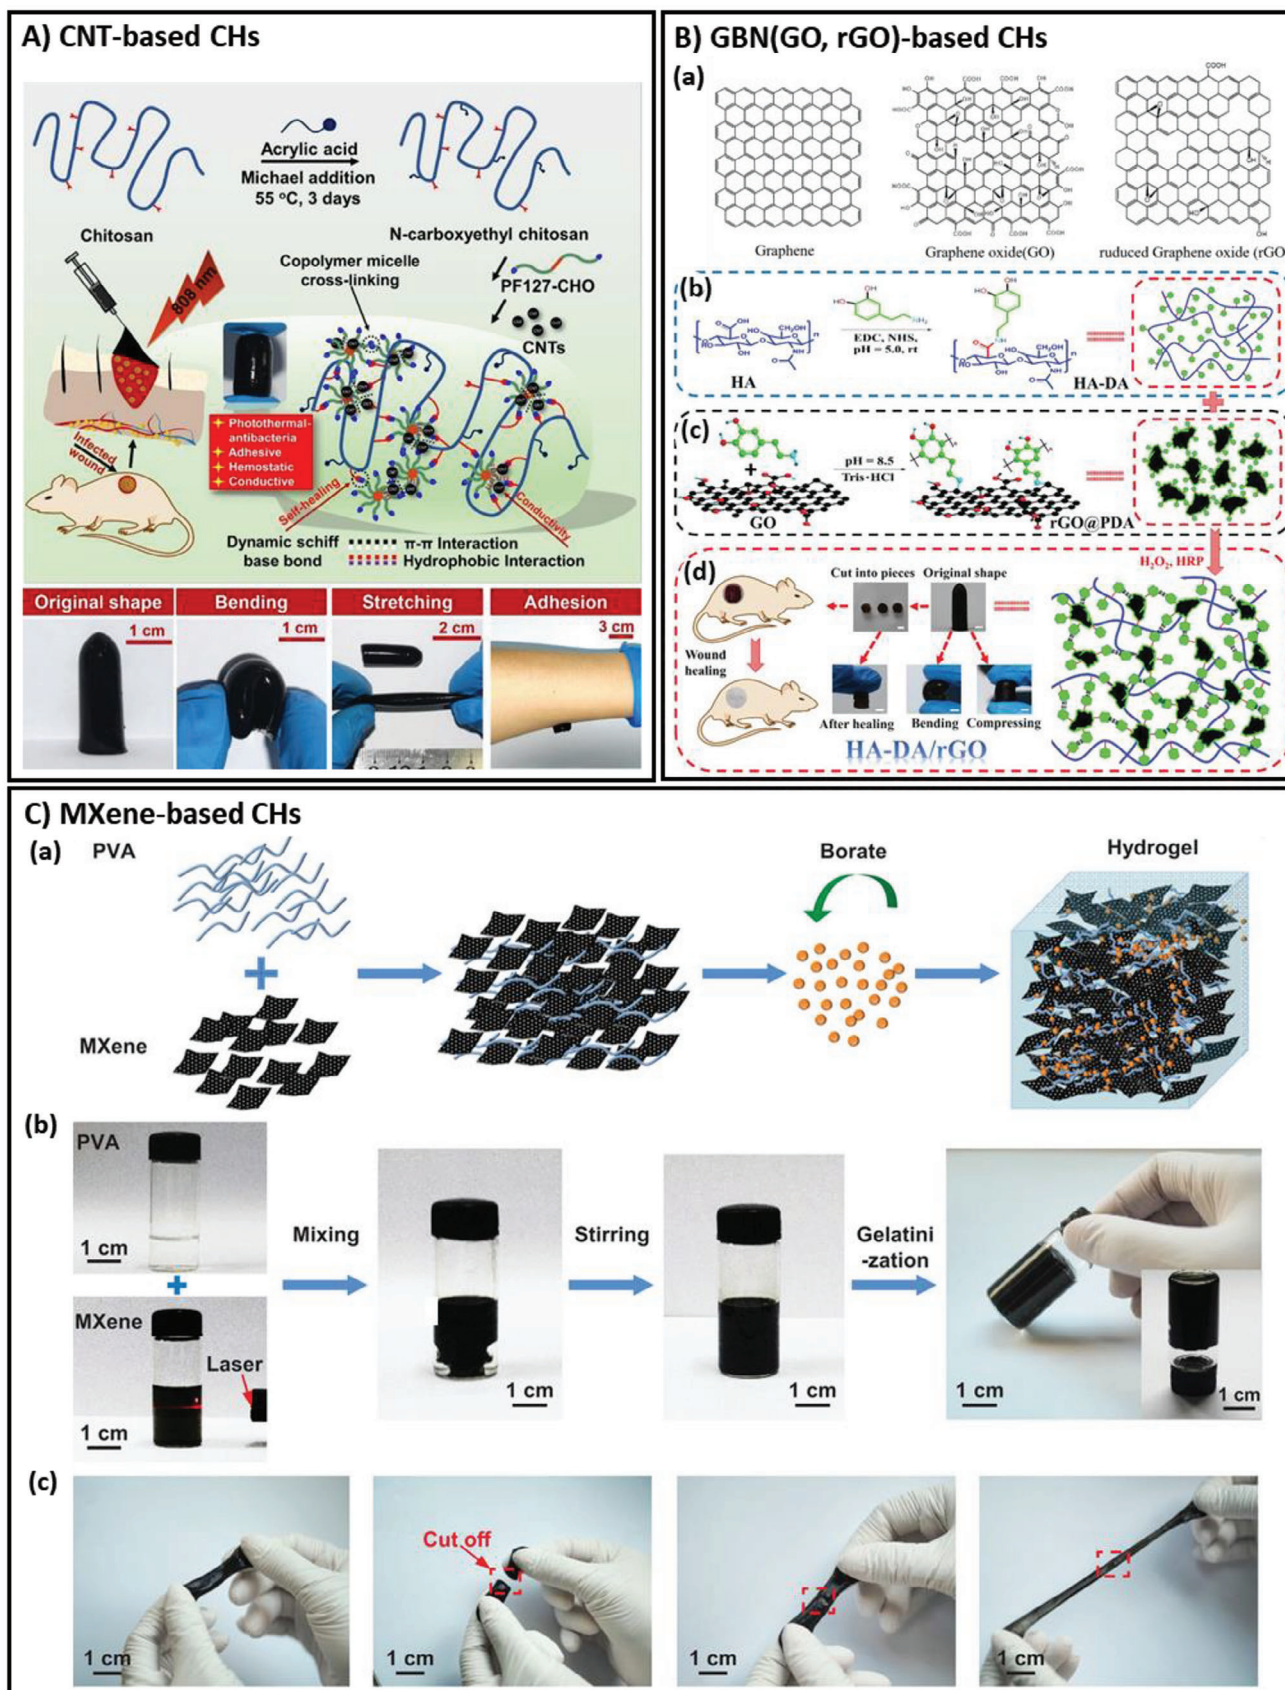 A) CNT-based CHs
Acrylic acid
Michael addition
55 °C, 3 days
Chitosan
N-carboxyethyl chitosan
Copolymer micelle
cross-linking
PF127-CHO
CNTs
808 nm
Photothermal-
antibacteria
Adhesive
Hemostatic
Conductive
Infected
wound
Self-healing
Conductivity
Dynamic schiff
base bond
π-π Interaction
Hydrophobic Interaction
Original shape
1 cm
Bending
1 cm
Stretching
2 cm
Adhesion
3 cm
B) GBN(GO, rGO)-based CHs
(a)
Graphene
Graphene oxide(GO)
ruduced Graphene oxide (rGO
(b)
HA
EDC, NHS,
pH = 5.0, rt
HA-DA
(c)
GO
pH = 8.5
Tris-HCl
rGO@PDA
H₂O₂, HRP
(d)
Cut into pieces
Original shape
Wound
healing
After healing
Bending
Compressing
HA-DA/rGO
C) MXene-based CHs
(a)
PVA
MXene
Borate
Hydrogel
(b)
PVA
1 cm
MXene
Laser
1 cm
Mixing
1 cm
Stirring
1 cm
Gelatini
-zation
1 cm
1 cm
(c)
1 cm
Cut off
1 cm
1 cm
1 cm